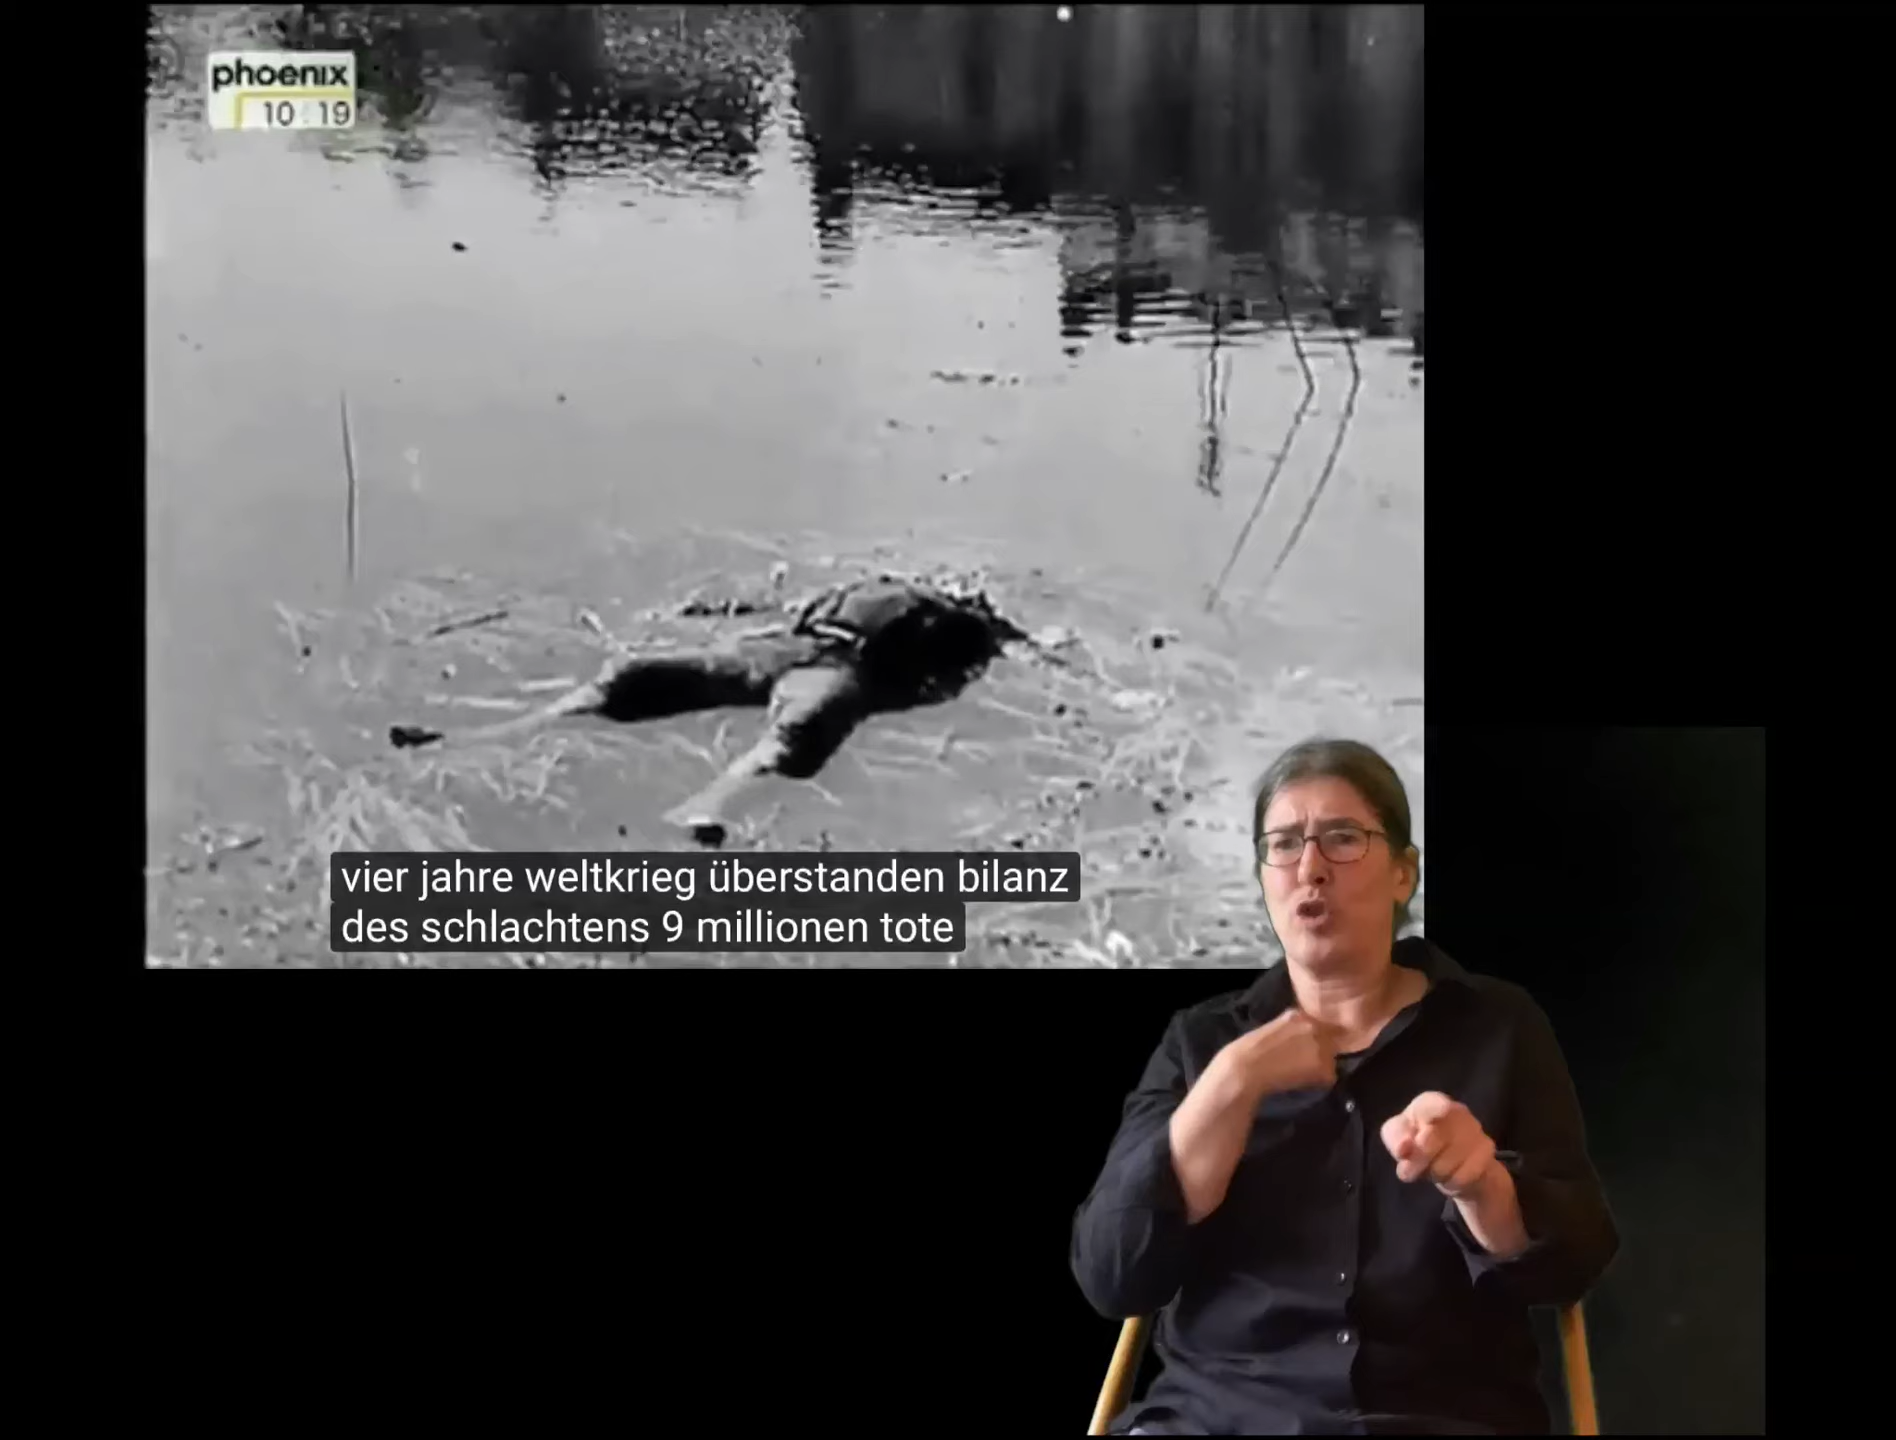 phoenix
10:19
vier jahre weltkrieg überstanden bilanz
des schlachtens 9 millionen tote